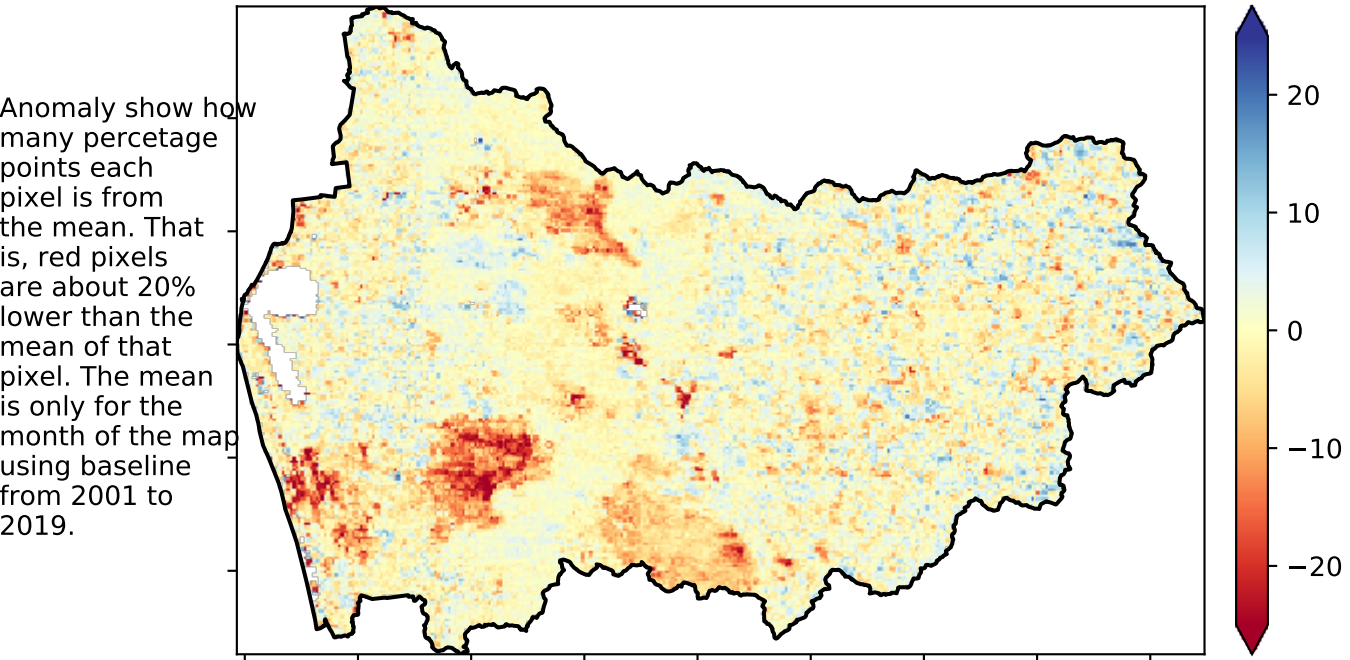 Anomaly show how
many percetage
points each
pixel is from
the mean. That
is, red pixels
are about 20%
lower than the
mean of that
pixel. The mean
is only for the
month of the map
using baseline
from 2001 to
2019.
20
10
0
−10
−20